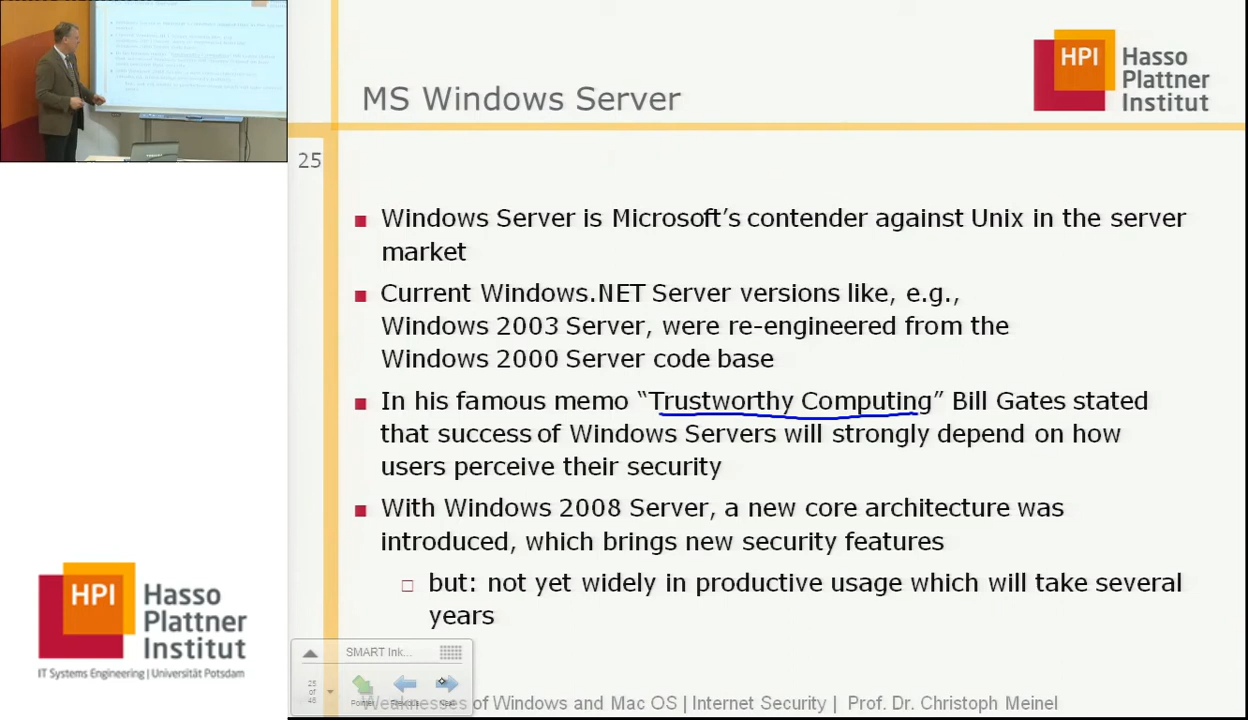 MS Windows Server
HPI Hasso
Plattner
Institut
25
■ Windows Server is Microsoft’s contender against Unix in the server
market
■ Current Windows.NET Server versions like, e.g.,
Windows 2003 Server, were re-engineered from the
Windows 2000 Server code base
■ In his famous memo “Trustworthy Computing” Bill Gates stated
that success of Windows Servers will strongly depend on how
users perceive their security
■ With Windows 2008 Server, a new core architecture was
introduced, which brings new security features
□ but: not yet widely in productive usage which will take several
years
HPI Hasso
Plattner
Institut
IT Systems Engineering | Universität Potsdam
SMART Ink...
25
of
48
Weaknesses of Windows and Mac OS | Internet Security | Prof. Dr. Christoph Meinel